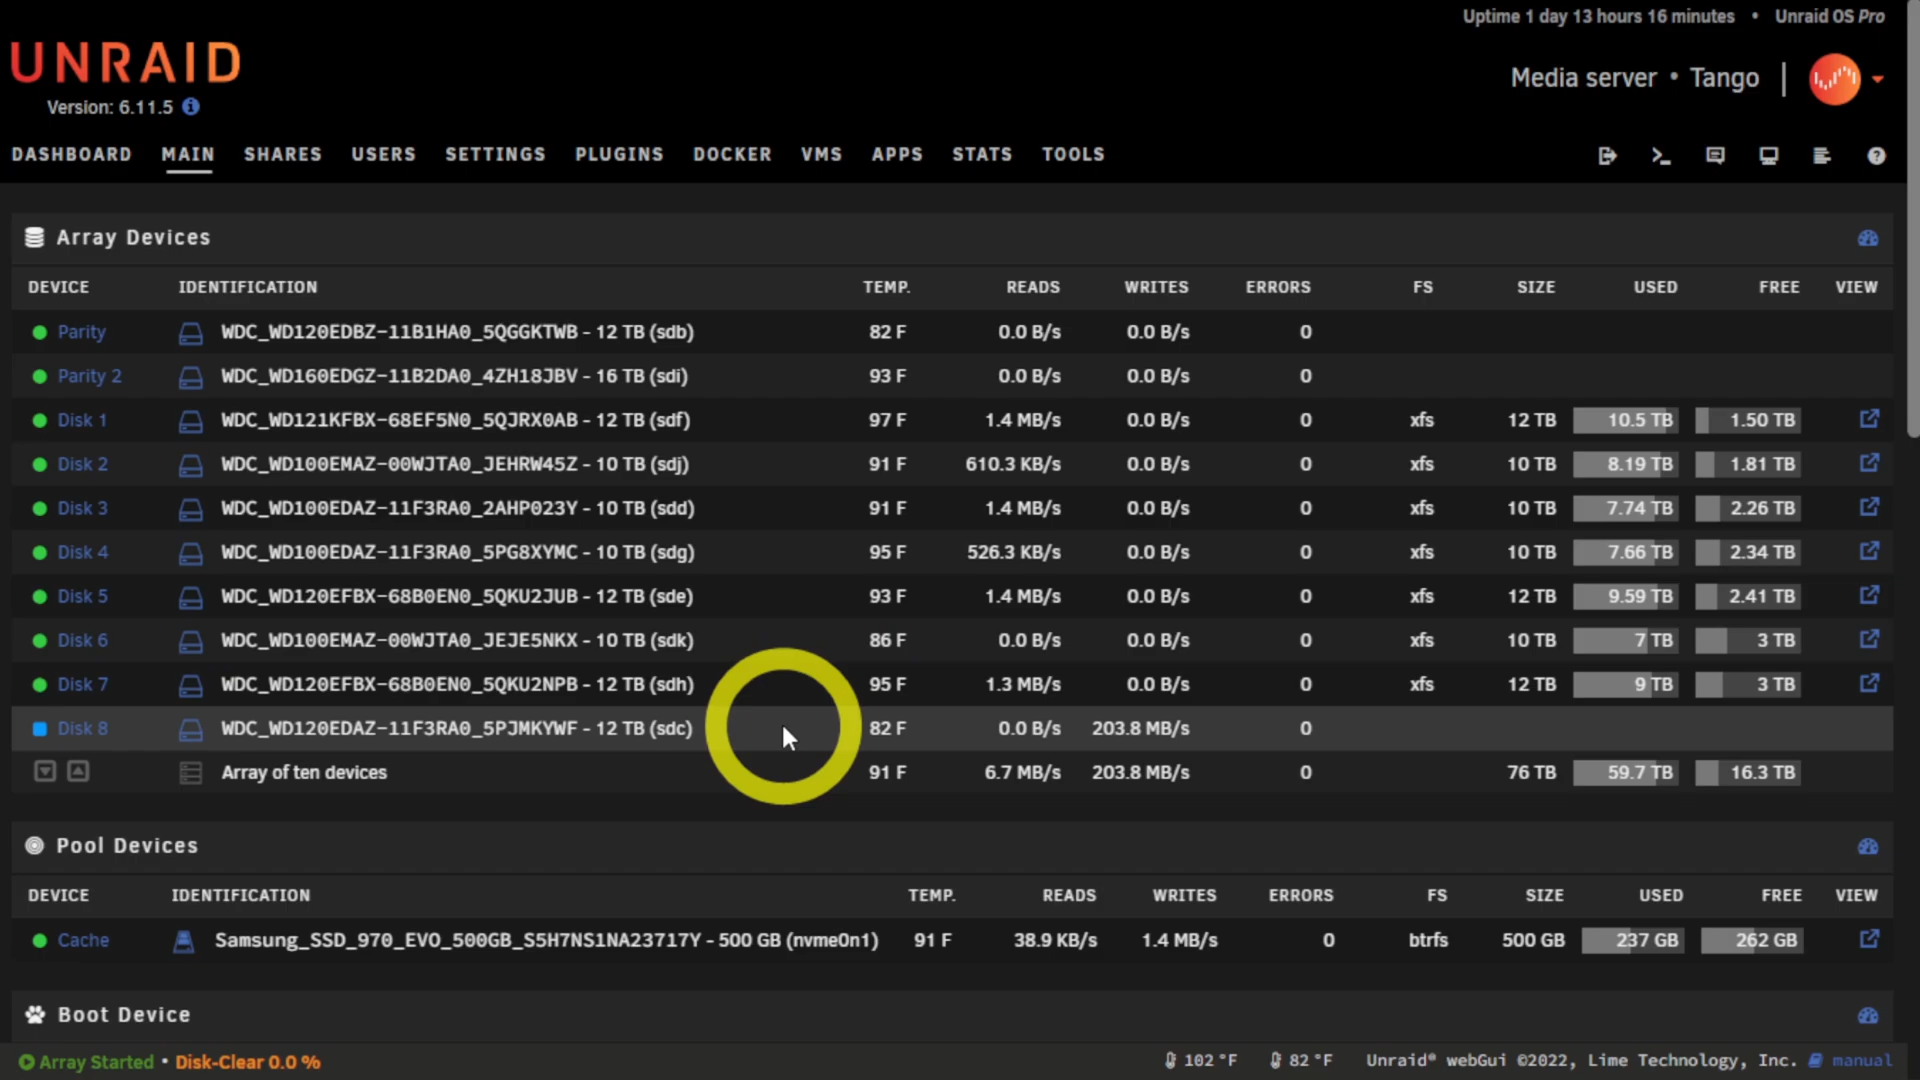 Uptime 1 day 13 hours 16 minutes • Unraid OS Pro
UNRAID
Version: 6.11.5
Media server • Tango
DASHBOARD MAIN SHARES USERS SETTINGS PLUGINS DOCKER VMS APPS STATS TOOLS
Array Devices
DEVICE IDENTIFICATION TEMP. READS WRITES ERRORS FS SIZE USED FREE VIEW
Parity WDC_WD120EDBZ-11B1HA0_5QGGKTWB - 12 TB (sdb) 82 F 0.0 B/s 0.0 B/s 0
Parity 2 WDC_WD160EDGZ-11B2DA0_4ZH18JBV - 16 TB (sdi) 93 F 0.0 B/s 0.0 B/s 0
Disk 1 WDC_WD121KFBX-68EF5N0_5QJRX0AB - 12 TB (sdf) 97 F 1.4 MB/s 0.0 B/s 0 xfs 12 TB 10.5 TB 1.50 TB
Disk 2 WDC_WD100EMAZ-00WJTA0_JEHRW45Z - 10 TB (sdj) 91 F 610.3 KB/s 0.0 B/s 0 xfs 10 TB 8.19 TB 1.81 TB
Disk 3 WDC_WD100EDAZ-11F3RA0_2AHP023Y - 10 TB (sdd) 91 F 1.4 MB/s 0.0 B/s 0 xfs 10 TB 7.74 TB 2.26 TB
Disk 4 WDC_WD100EDAZ-11F3RA0_5PG8XYMC - 10 TB (sdg) 95 F 526.3 KB/s 0.0 B/s 0 xfs 10 TB 7.66 TB 2.34 TB
Disk 5 WDC_WD120EFBX-68B0EN0_5QKU2JUB - 12 TB (sde) 93 F 1.4 MB/s 0.0 B/s 0 xfs 12 TB 9.59 TB 2.41 TB
Disk 6 WDC_WD100EMAZ-00WJTA0_JEJE5NKX - 10 TB (sdk) 86 F 0.0 B/s 0.0 B/s 0 xfs 10 TB 7 TB 3 TB
Disk 7 WDC_WD120EFBX-68B0EN0_5QKU2NPB - 12 TB (sdh) 95 F 1.3 MB/s 0.0 B/s 0 xfs 12 TB 9 TB 3 TB
Disk 8 WDC_WD120EDAZ-11F3RA0_5PJMKYWF - 12 TB (sdc) 82 F 0.0 B/s 203.8 MB/s 0
Array of ten devices 91 F 6.7 MB/s 203.8 MB/s 0 76 TB 59.7 TB 16.3 TB
Pool Devices
DEVICE IDENTIFICATION TEMP. READS WRITES ERRORS FS SIZE USED FREE VIEW
Cache Samsung_SSD_970_EVO_500GB_S5H7NS1NA23717Y - 500 GB (nvme0n1) 91 F 38.9 KB/s 1.4 MB/s 0 btrfs 500 GB 237 GB 262 GB
Boot Device
Array Started • Disk-Clear 0.0 % 102 °F 82 °F Unraid® webGui ©2022, Lime Technology, Inc. manual